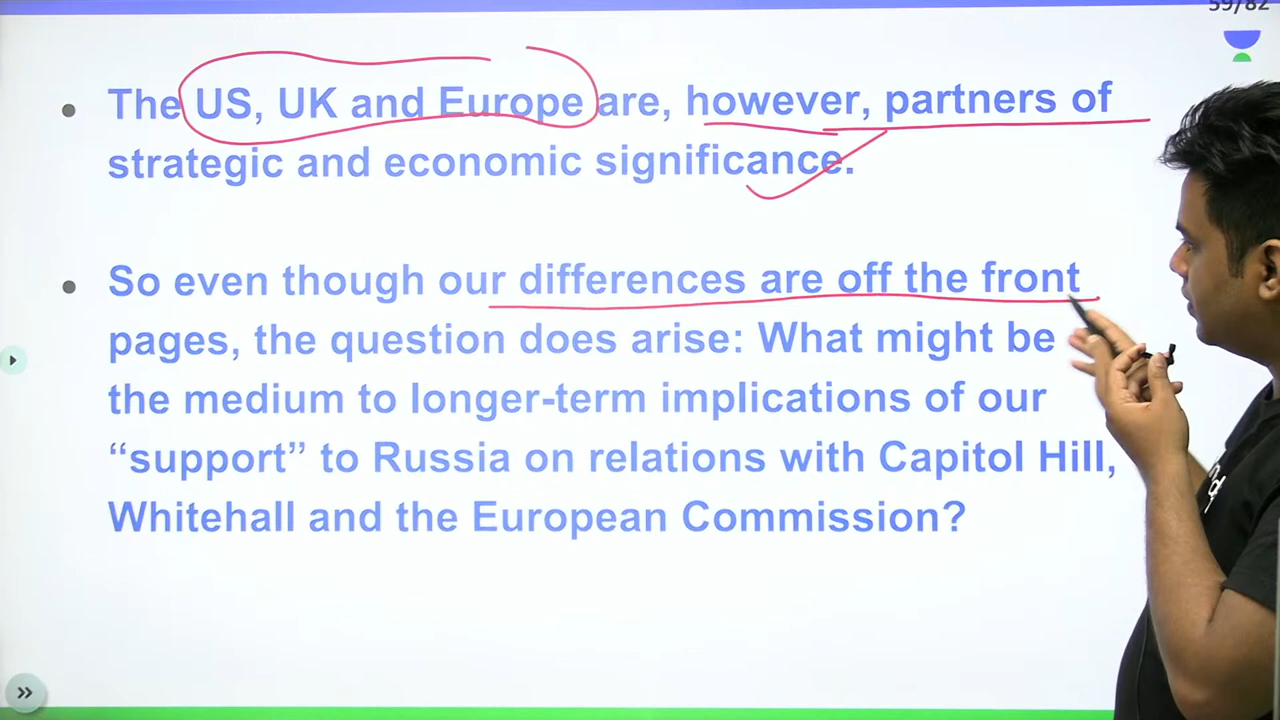 59/82
The US, UK and Europe are, however, partners of
strategic and economic significance.
So even though our differences are off the front
pages, the question does arise: What might be
the medium to longer-term implications of our
“support” to Russia on relations with Capitol Hill,
Whitehall and the European Commission?